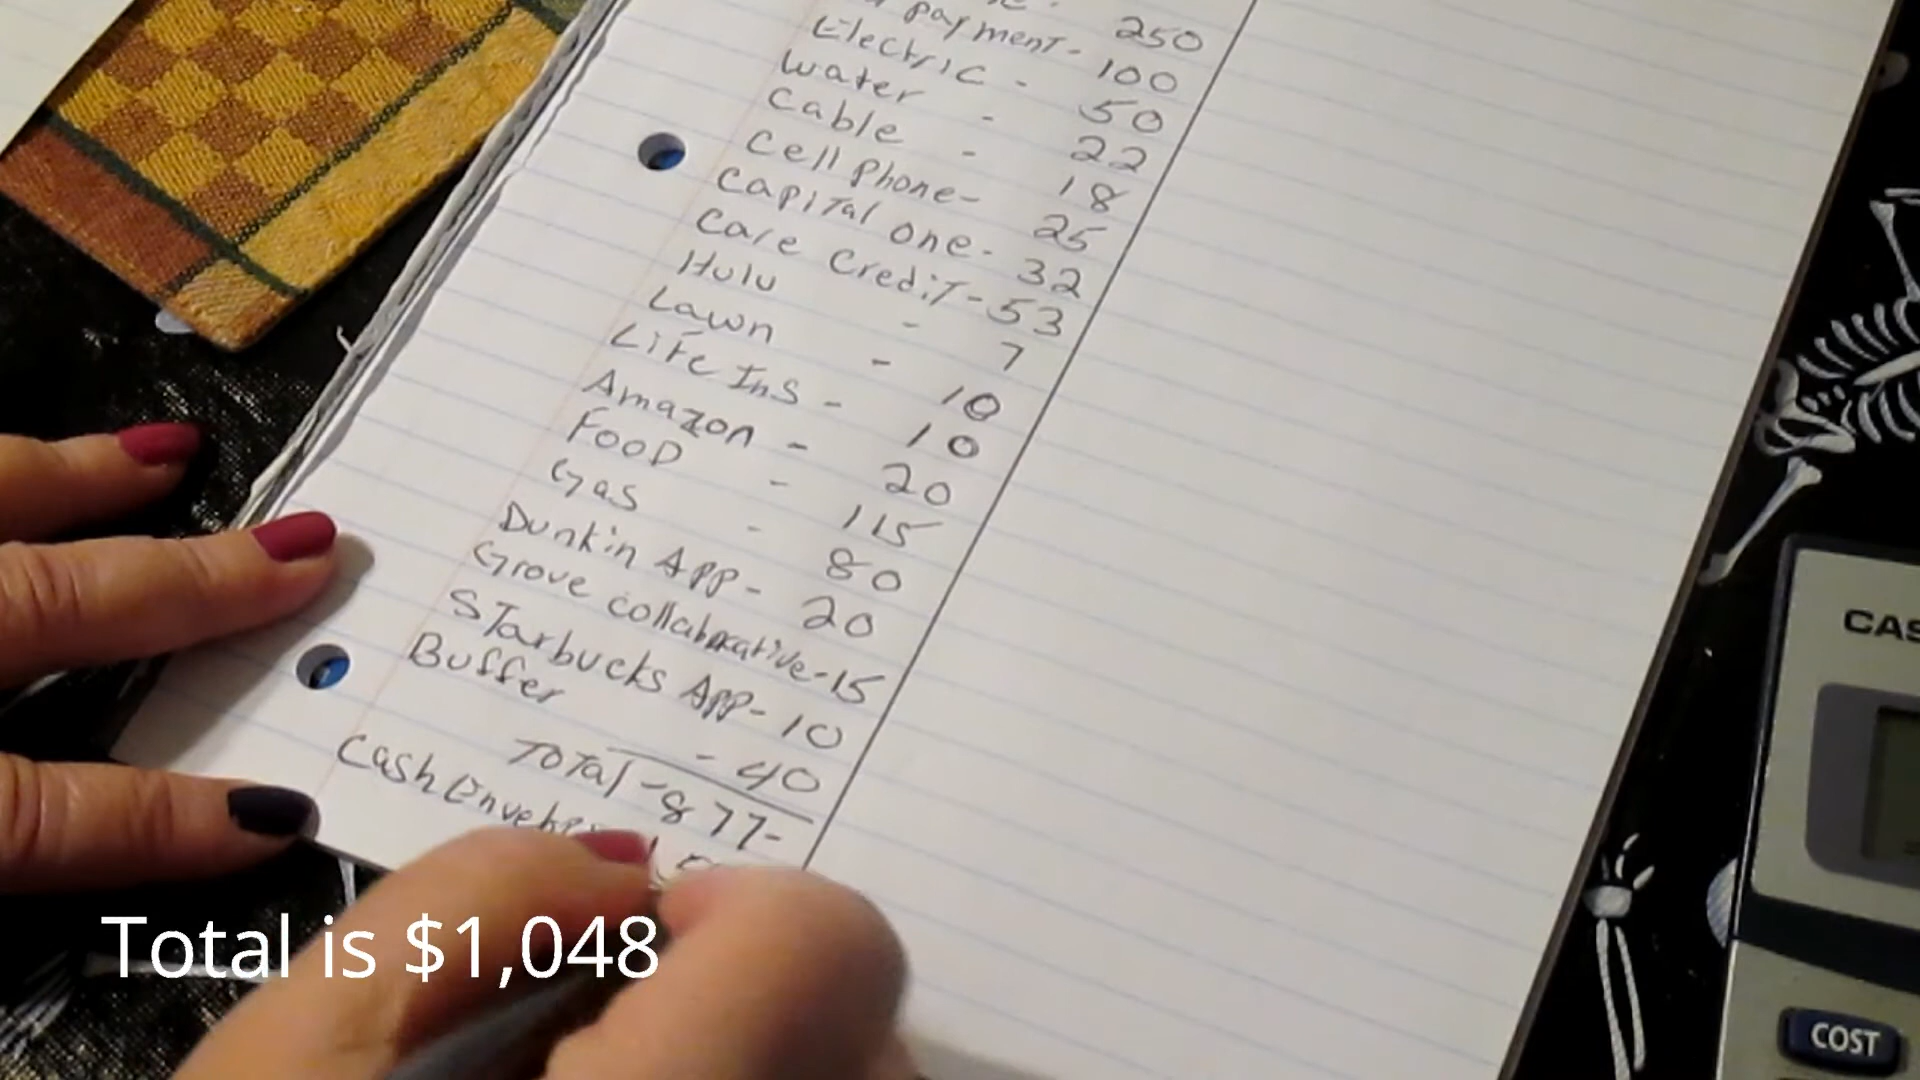 250
payment - 100
Electric - 50
Water - 22
Cable - 18
Cell Phone - 25
Capital One - 32
Care Credit - 53
Hulu - 7
Lawn - 10
Life Ins - 10
Amazon - 20
Food - 115
Gas - 80
Dunkin App - 20
Grove collaborative - 15
Starbucks App - 10
Buffer - 40
Total - 877-
Cash
Total is $1,048
COST